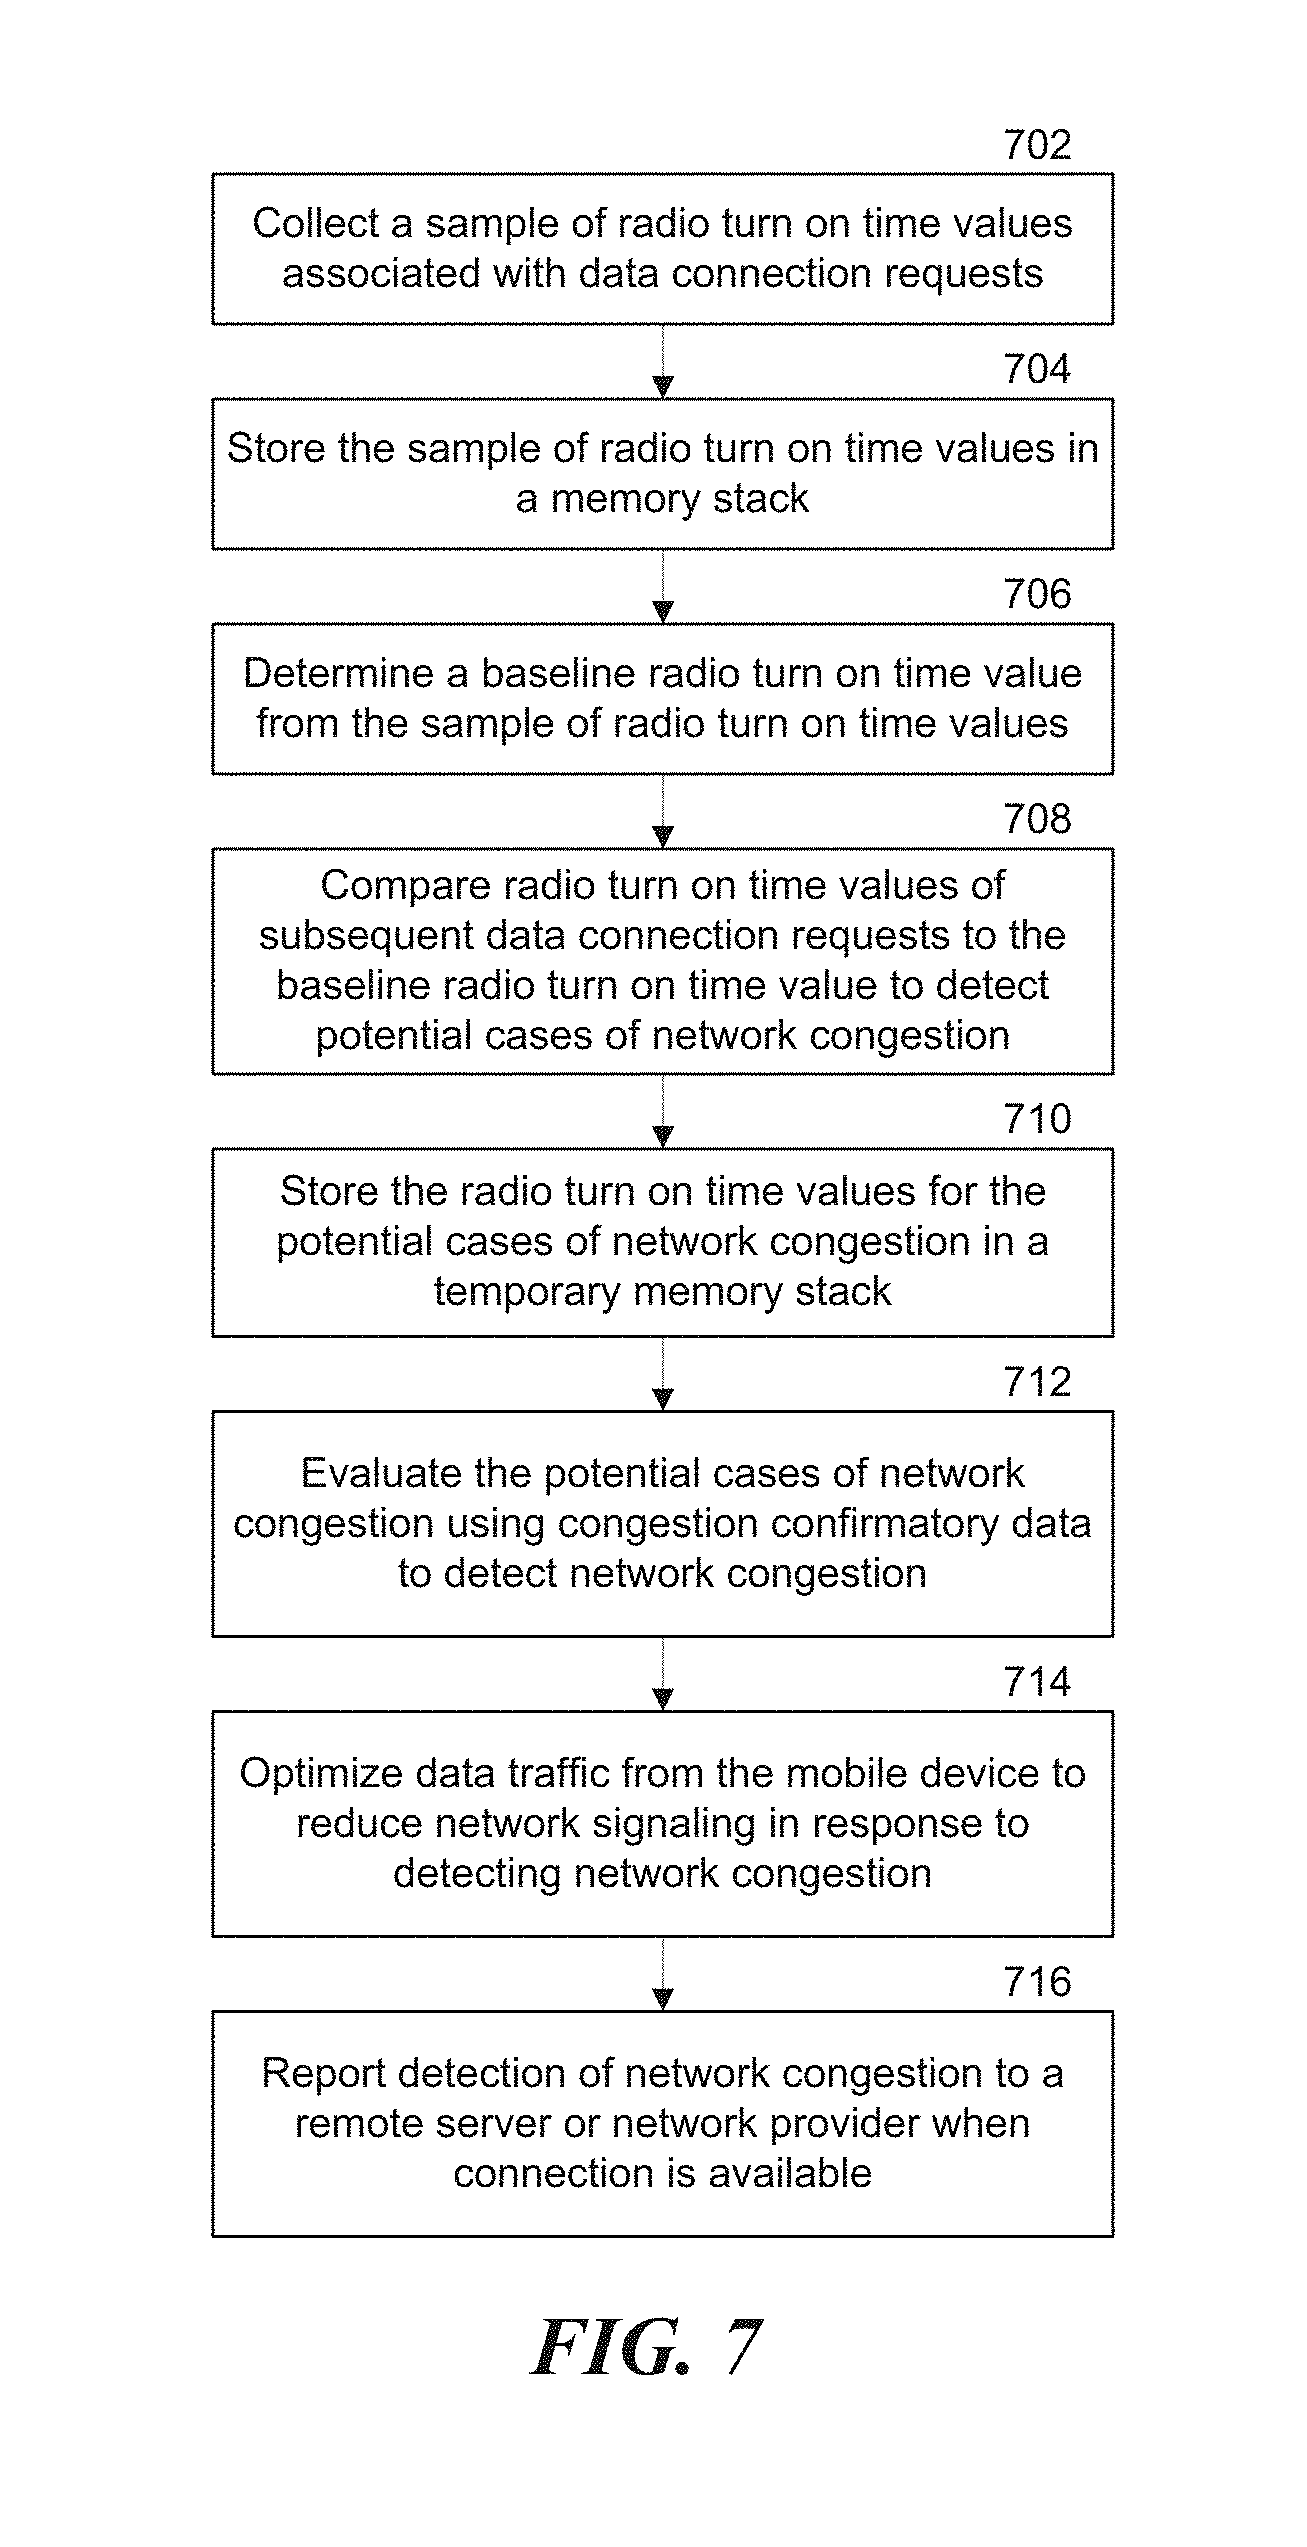 702
Collect a sample of radio turn on time values
associated with data connection requests
704
Store the sample of radio turn on time values in
a memory stack
706
Determine a baseline radio turn on time value
from the sample of radio turn on time values
708
Compare radio turn on time values of
subsequent data connection requests to the
baseline radio turn on time value to detect
potential cases of network congestion
710
Store the radio turn on time values for the
potential cases of network congestion in a
temporary memory stack
712
Evaluate the potential cases of network
congestion using congestion confirmatory data
to detect network congestion
714
Optimize data traffic from the mobile device to
reduce network signaling in response to
detecting network congestion
716
Report detection of network congestion to a
remote server or network provider when
connection is available
FIG. 7